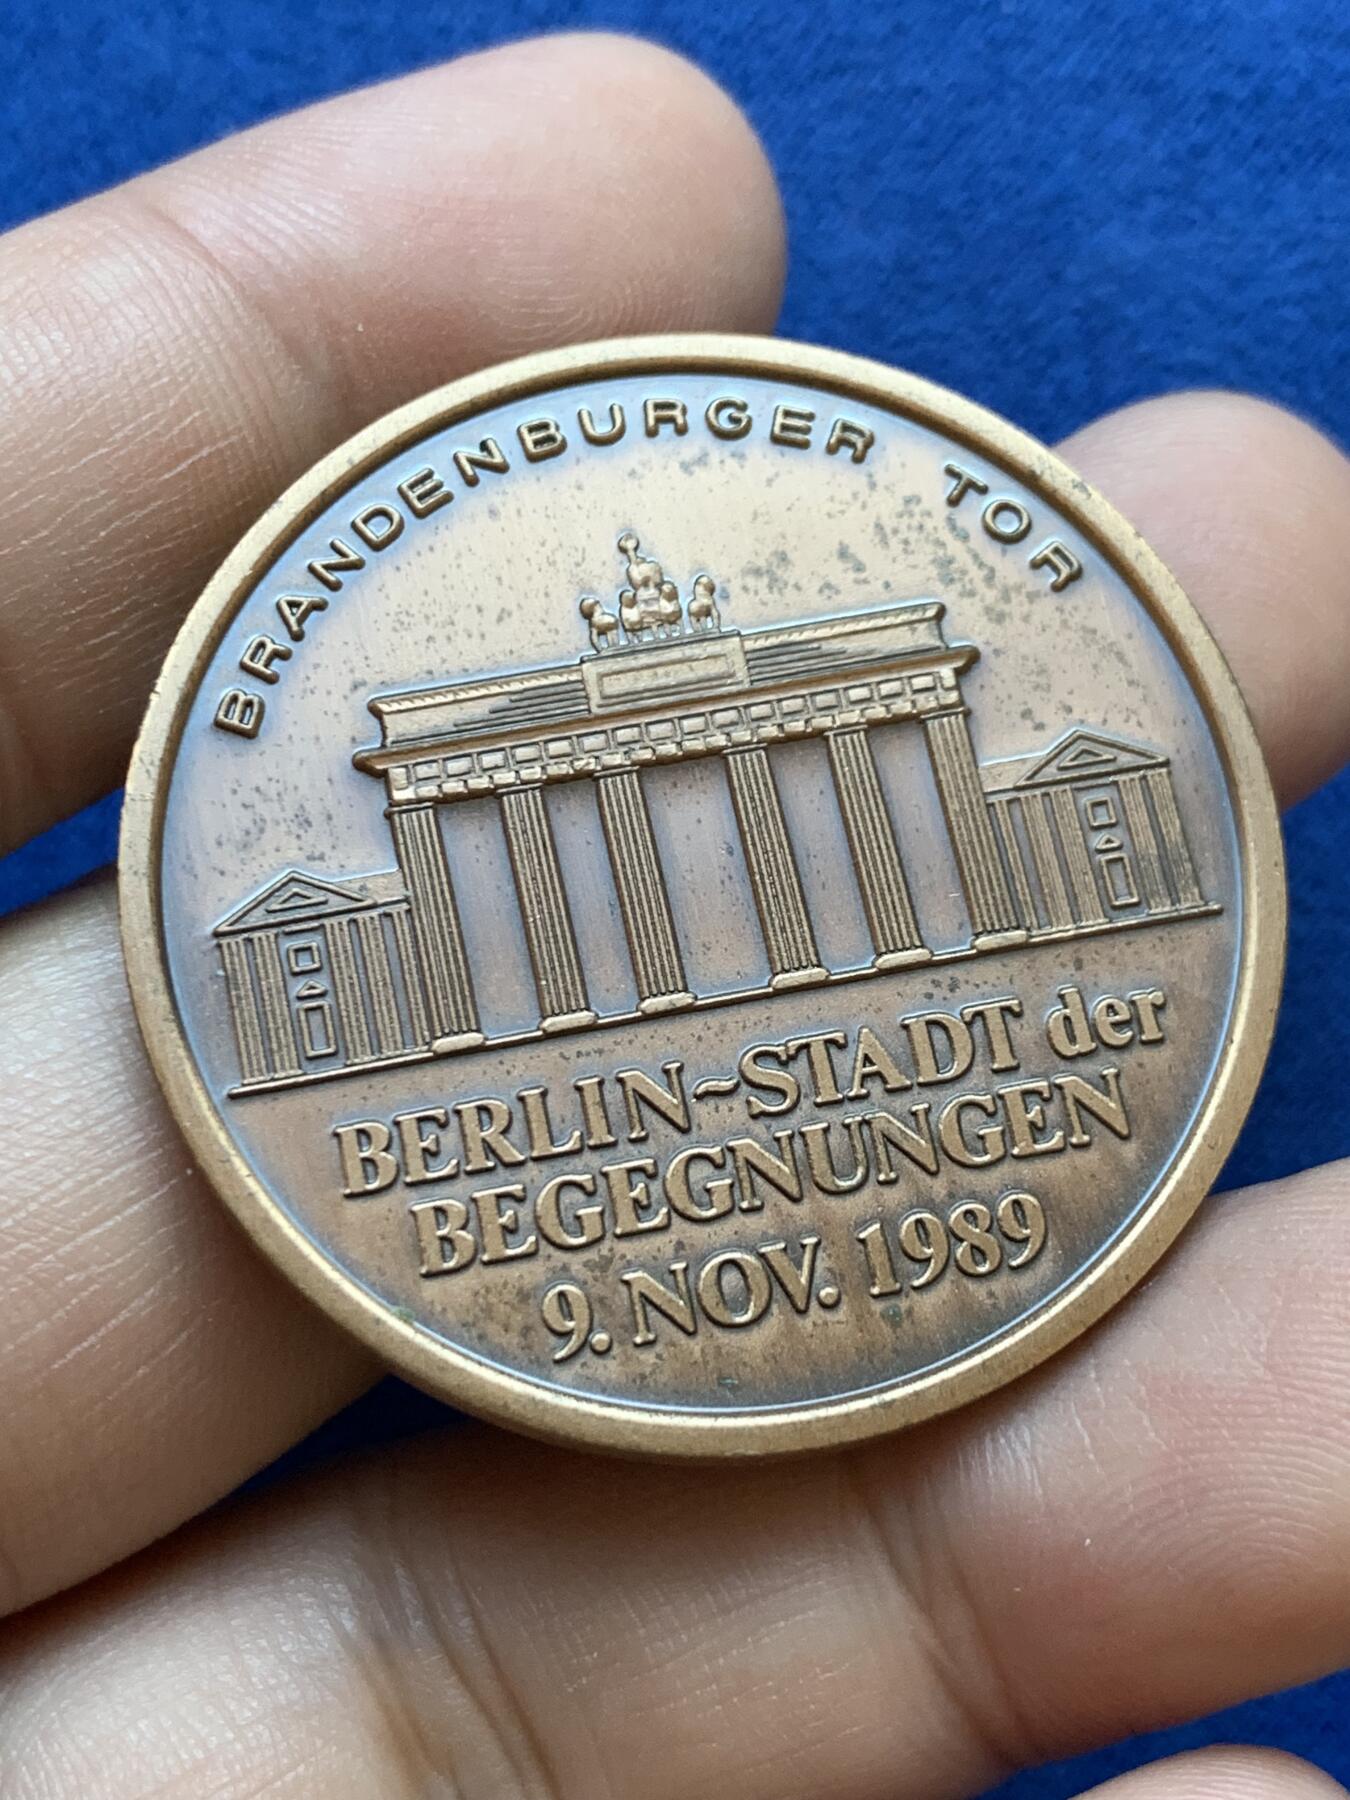 BRANDENBURGER TOR
BERLIN~STADT der
BEGEGNUNGEN
9. NOV. 1989